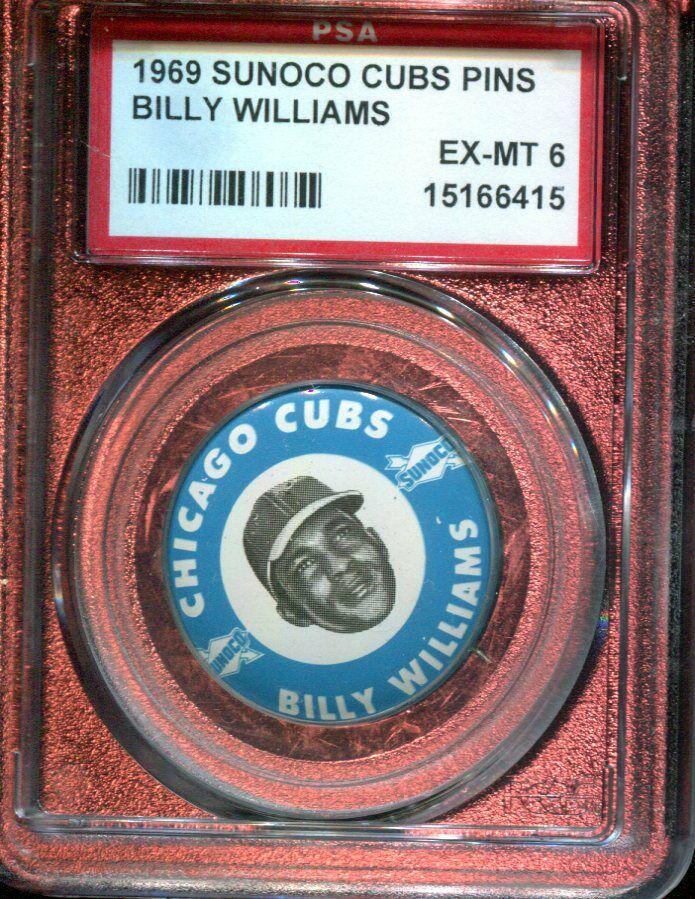 PSA
1969 SUNOCO CUBS PINS
BILLY WILLIAMS
EX-MT 6
15166415
CHICAGO CUBS
SUNOCO
SUNOCO
BILLY WILLIAMS